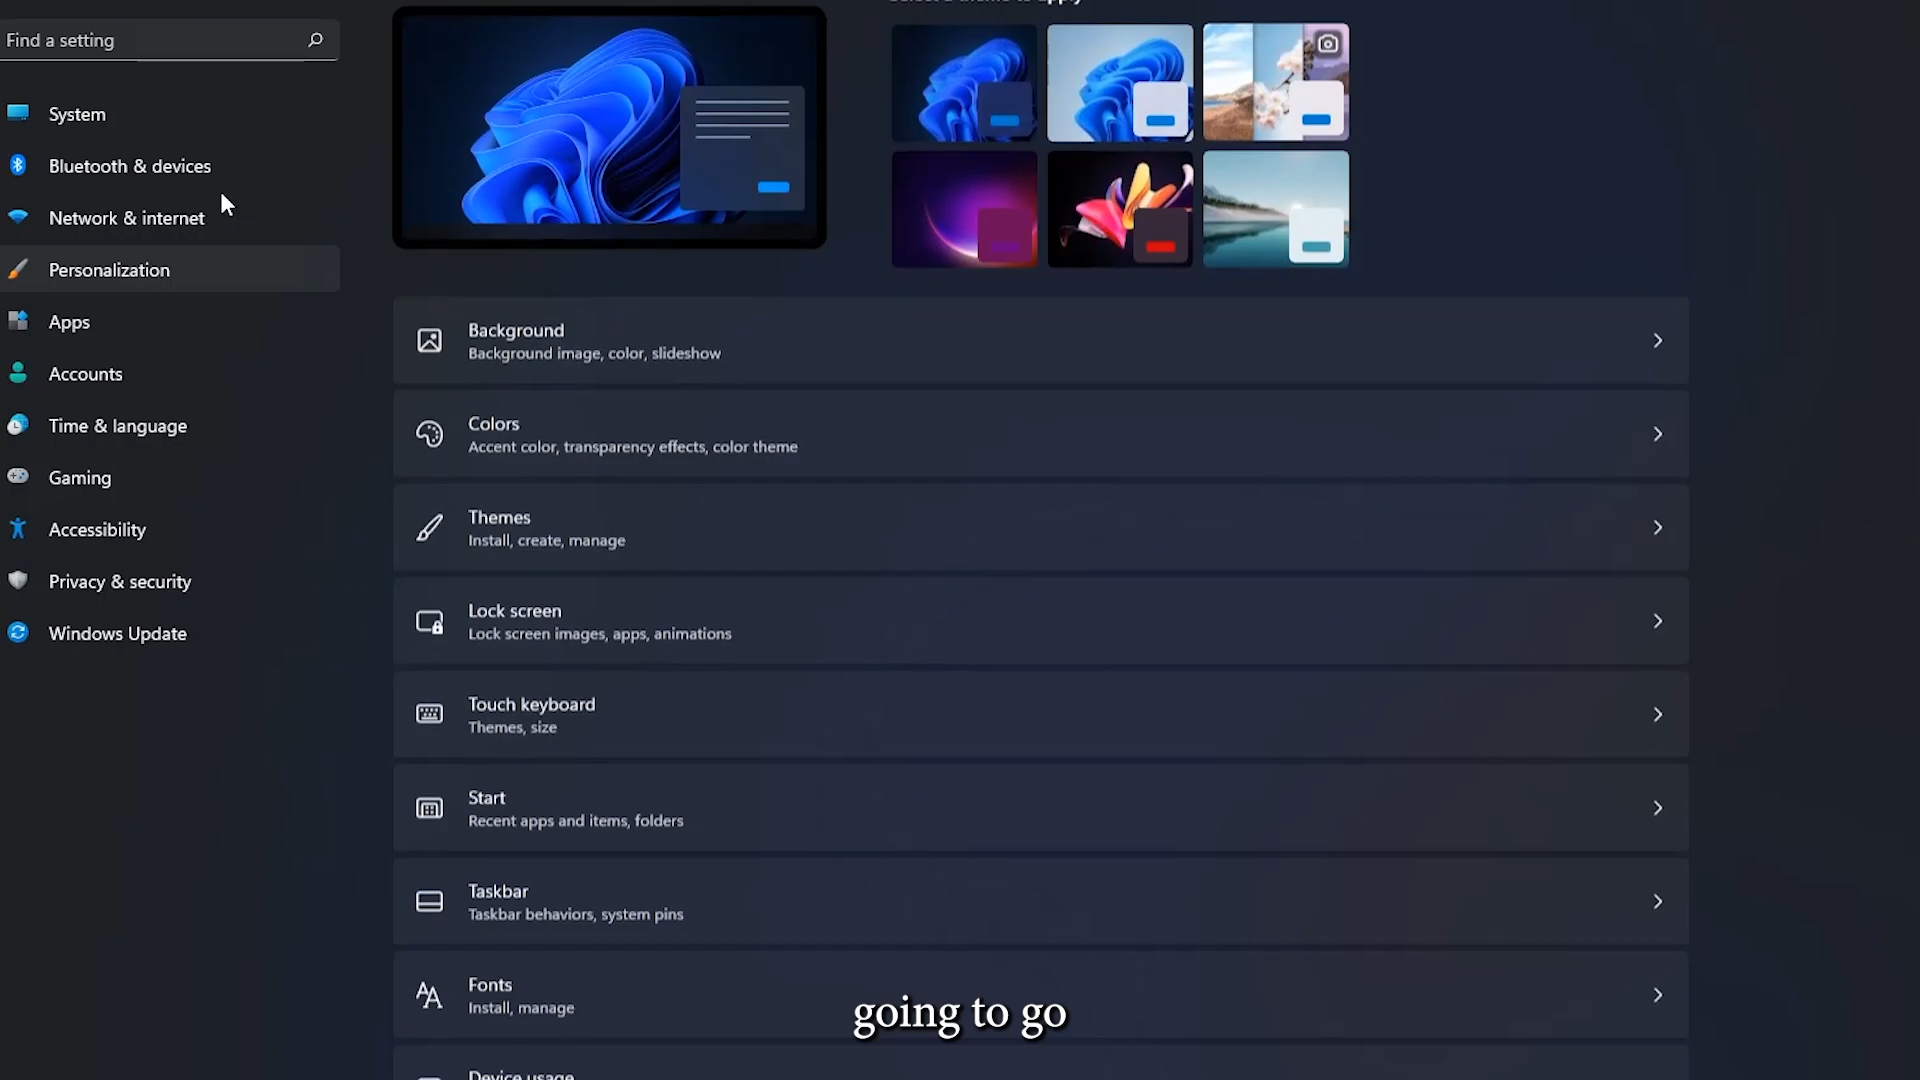 Find a setting
System
Bluetooth & devices
Network & internet
Personalization
Apps
Accounts
Time & language
Gaming
Accessibility
Privacy & security
Windows Update
to apply
Background
Background image, color, slideshow
Colors
Accent color, transparency effects, color theme
Themes
Install, create, manage
Lock screen
Lock screen images, apps, animations
Touch keyboard
Themes, size
Start
Recent apps and items, folders
Taskbar
Taskbar behaviors, system pins
Fonts
Install, manage
Device usage
going to go